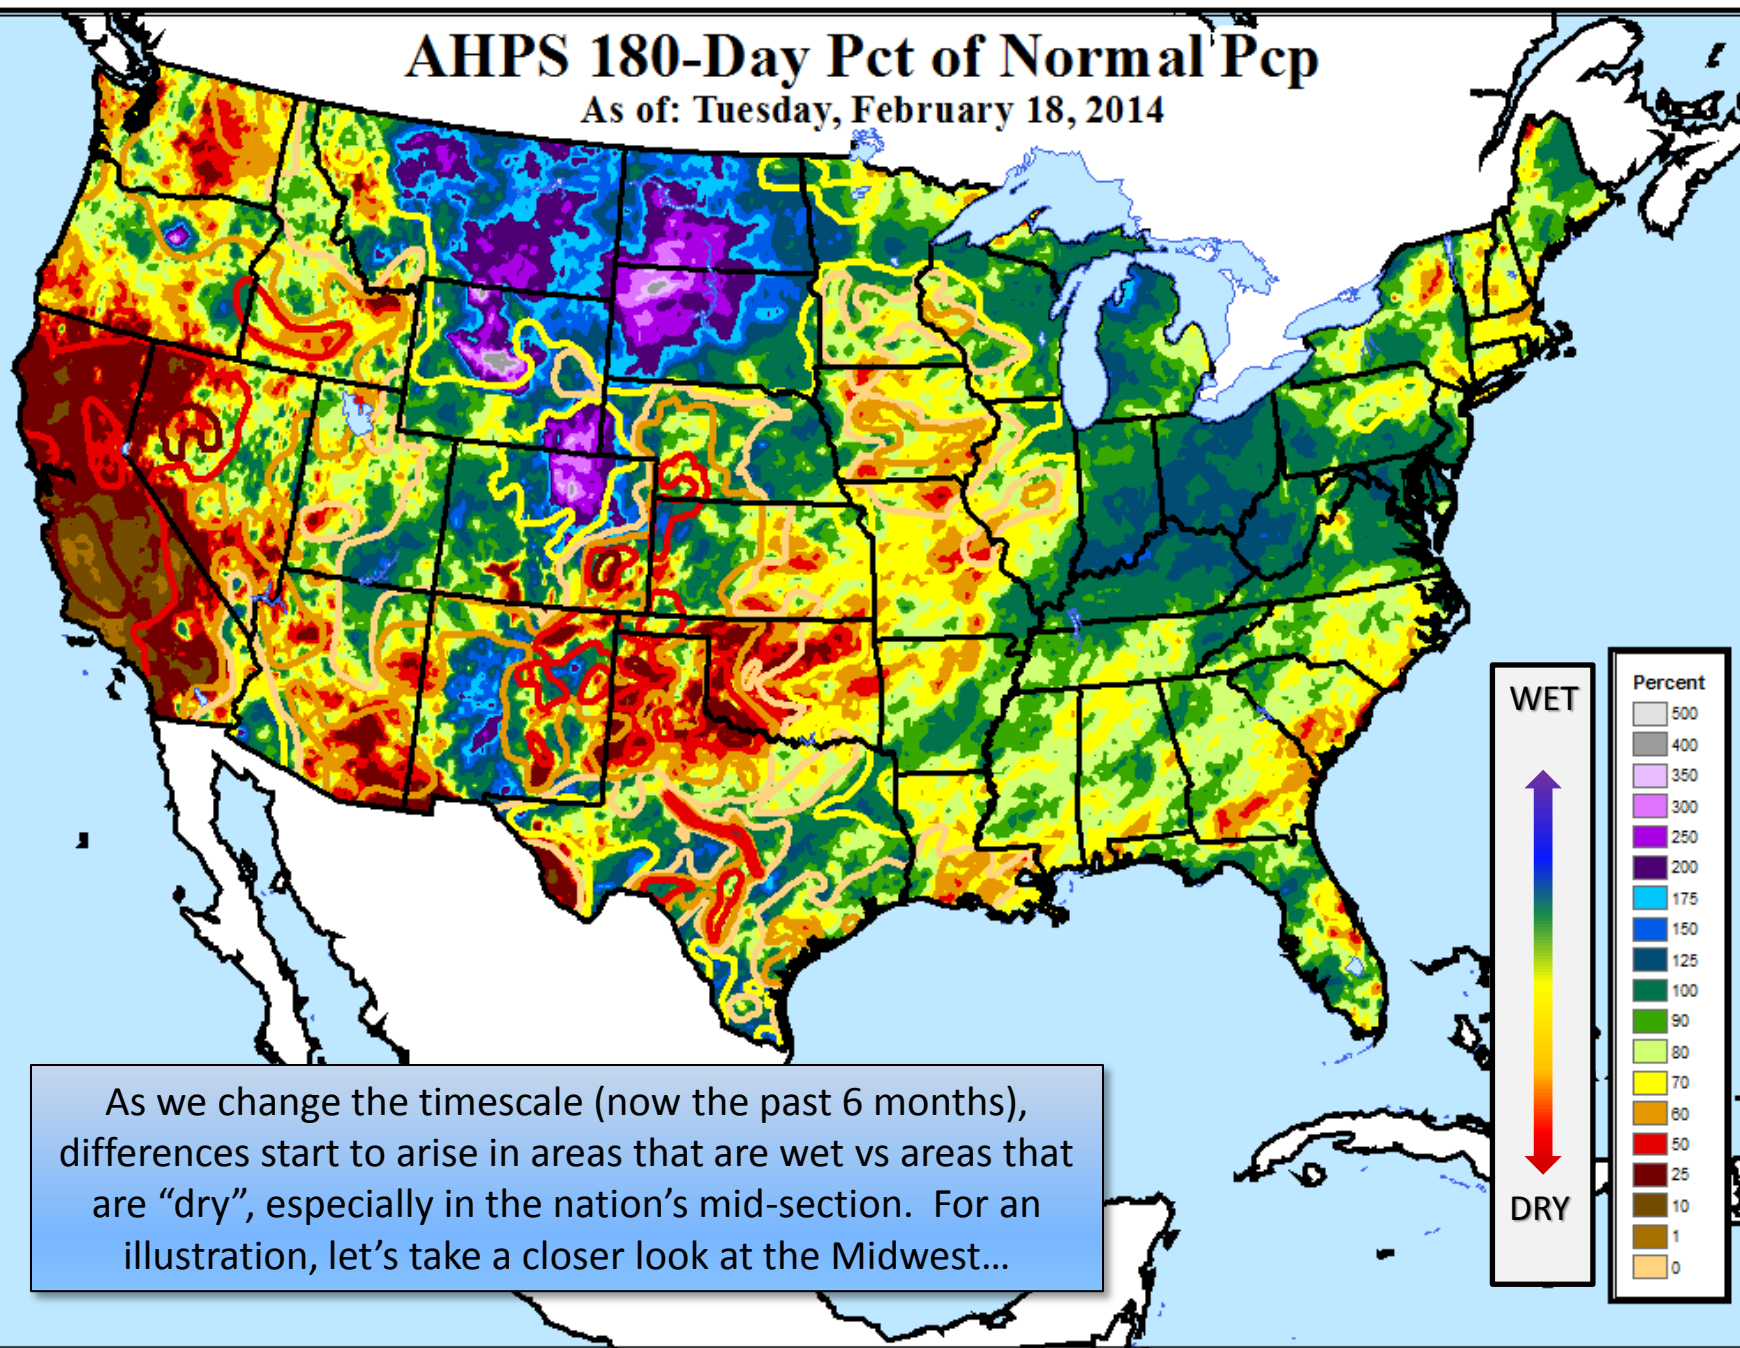 AHPS 180-Day Pct of Normal Pcp
As of: Tuesday, February 18, 2014
WET
DRY
Percent
500
400
350
300
250
200
175
150
125
100
90
80
70
60
50
25
10
1
0
As we change the timescale (now the past 6 months),
differences start to arise in areas that are wet vs areas that
are “dry”, especially in the nation’s mid-section.  For an
illustration, let’s take a closer look at the Midwest…